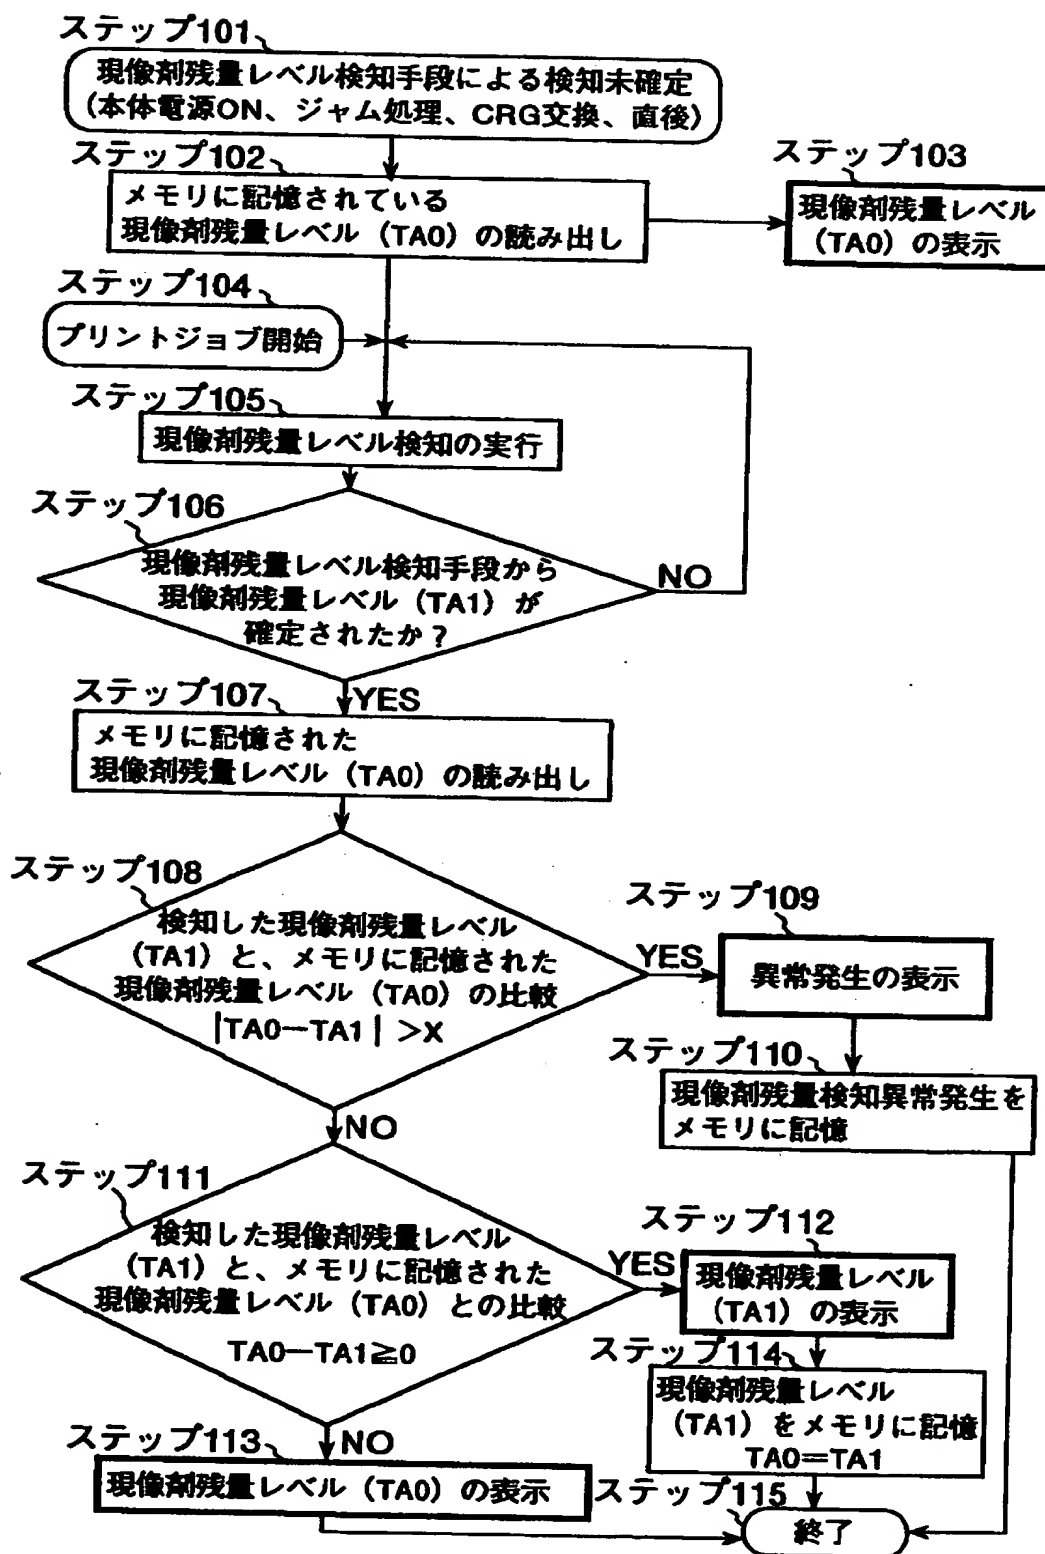 ステップ101
現像剤残量レベル検知手段による検知未確定
(本体電源ON、ジャム処理、CRG交換、直後)
ステップ102
メモリに記憶されている
現像剤残量レベル(TA0)の読み出し
ステップ103
現像剤残量レベル
(TA0)の表示
ステップ104
プリントジョブ開始
ステップ105
現像剤残量レベル検知の実行
ステップ106
現像剤残量レベル検知手段から
現像剤残量レベル(TA1)が
確定されたか?
NO
YES
ステップ107
メモリに記憶された
現像剤残量レベル(TA0)の読み出し
ステップ108
検知した現像剤残量レベル
(TA1)と、メモリに記憶された
現像剤残量レベル(TA0)の比較
|TA0―TA1|>X
YES
ステップ109
異常発生の表示
ステップ110
現像剤残量検知異常発生を
メモリに記憶
NO
ステップ111
検知した現像剤残量レベル
(TA1)と、メモリに記憶された
現像剤残量レベル(TA0)との比較
TA0―TA1≧0
YES
ステップ112
現像剤残量レベル
(TA1)の表示
ステップ114
現像剤残量レベル
(TA1)をメモリに記憶
TA0=TA1
NO
ステップ113
現像剤残量レベル(TA0)の表示
ステップ115
終了